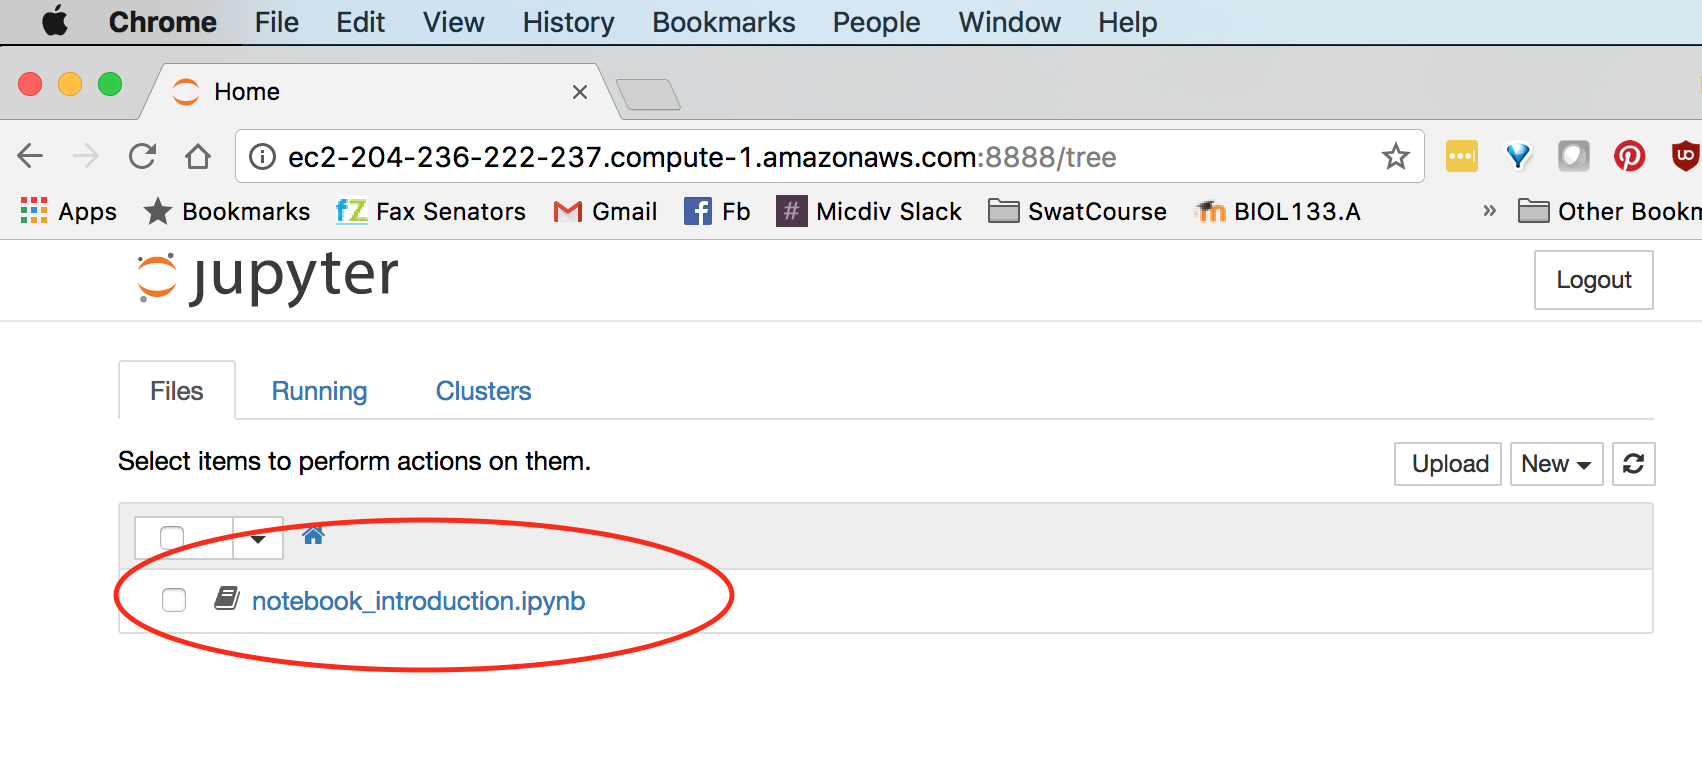 Chrome File Edit View History Bookmarks People Window Help
Home
ec2-204-236-222-237.compute-1.amazonaws.com:8888/tree
Apps Bookmarks fZ Fax Senators Gmail Fb # Micdiv Slack SwatCourse BIOL133.A » Other Bookm
jupyter Logout
Files Running Clusters
Select items to perform actions on them. Upload New
notebook_introduction.ipynb